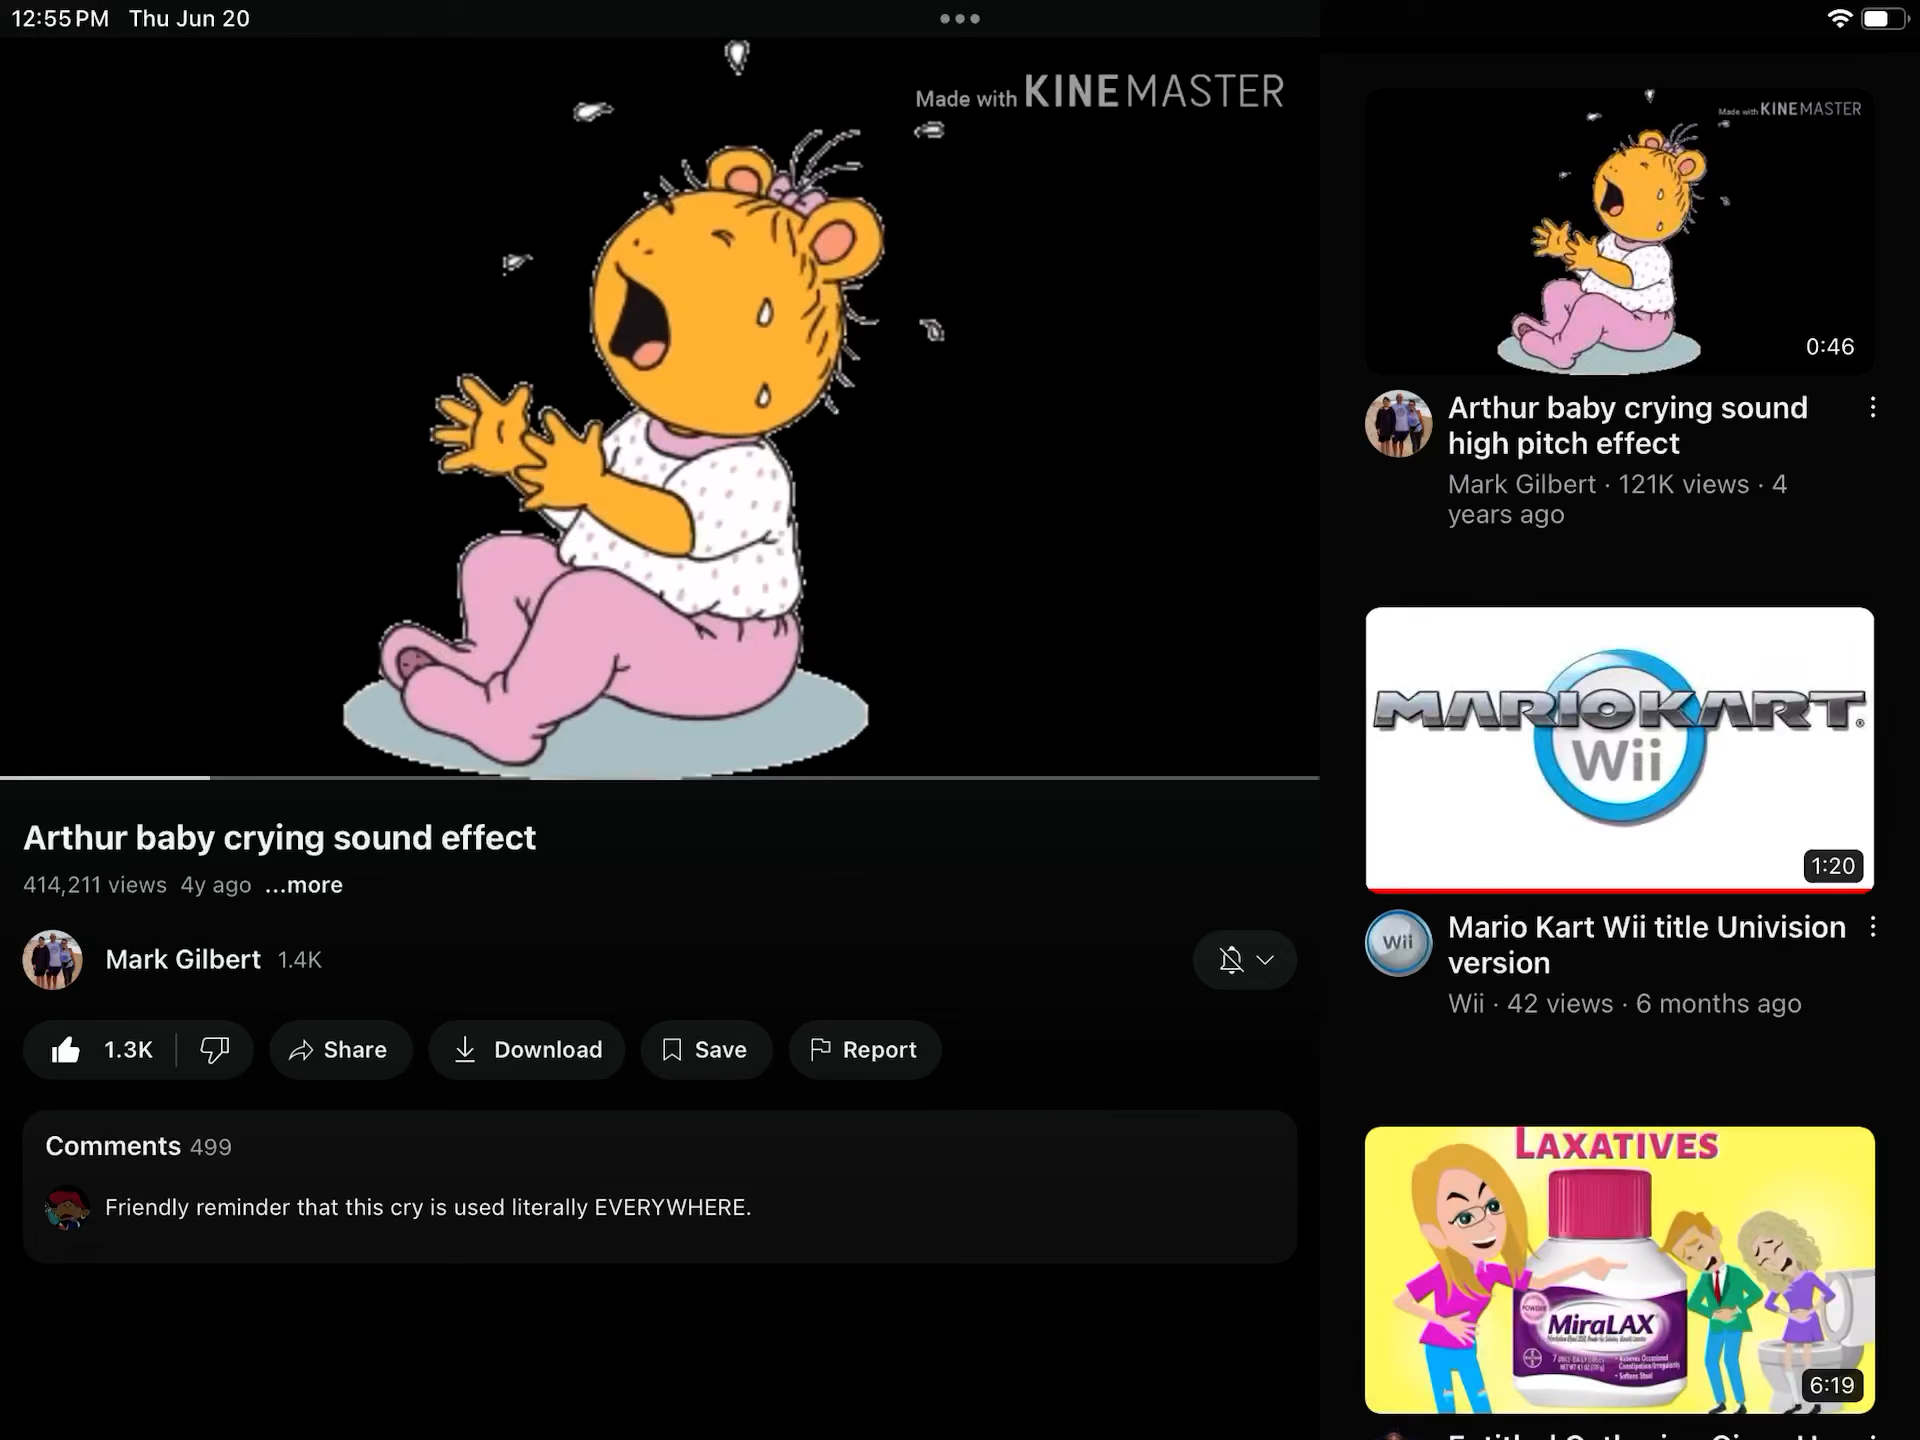 12:55 PM Thu Jun 20
Made with KINEMASTER
Arthur baby crying sound effect
414,211 views 4y ago ...more
Mark Gilbert 1.4K
1.3K
Share
Download
Save
Report
Comments 499
Friendly reminder that this cry is used literally EVERYWHERE.
Made with KINEMASTER
0:46
Arthur baby crying sound
high pitch effect
Mark Gilbert · 121K views · 4
years ago
MARIOKART
Wii
1:20
Wii
Mario Kart Wii title Univision
version
Wii · 42 views · 6 months ago
LAXATIVES
POWDER
MiraLAX
6:19